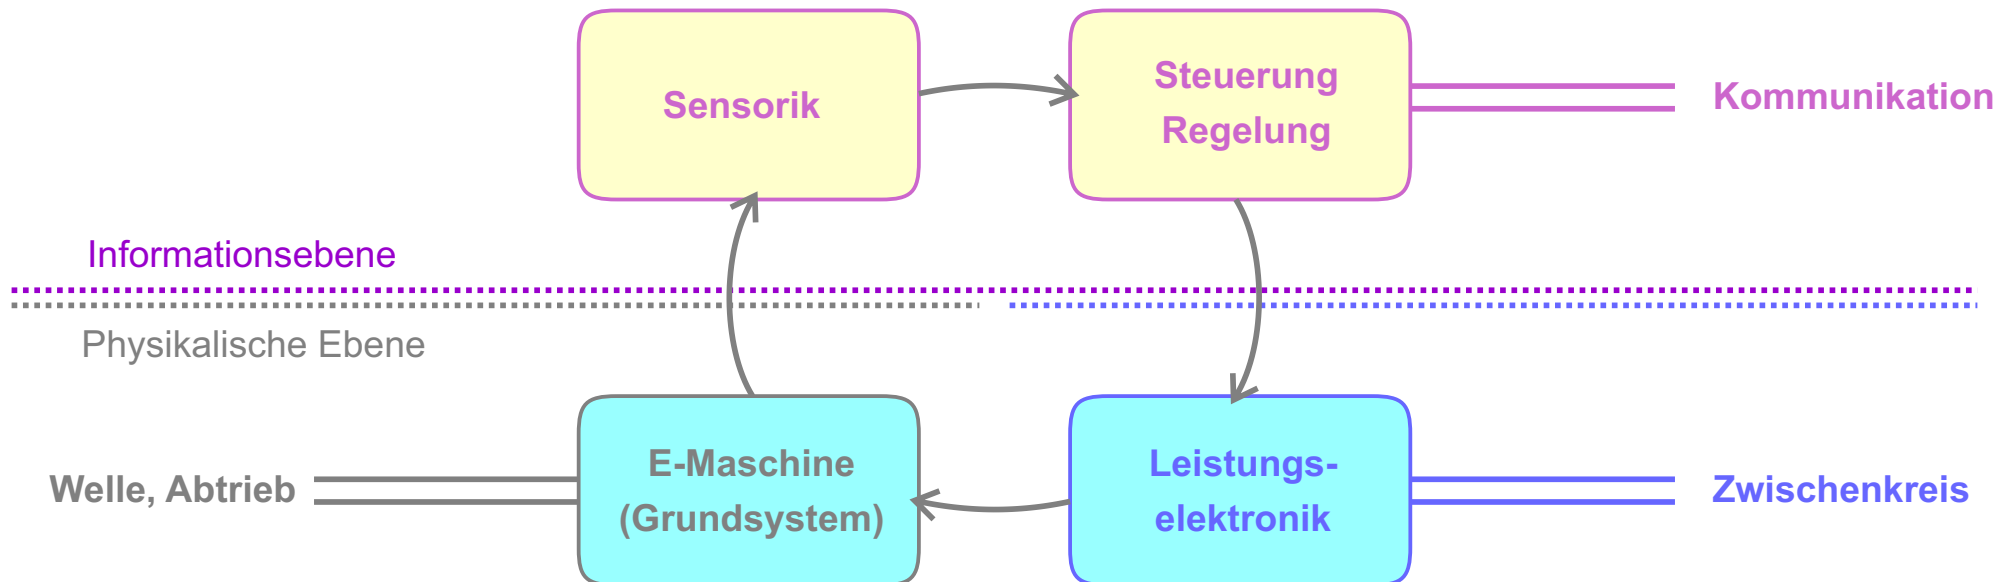 Sensorik
Steuerung
Regelung
Kommunikation
Informationsebene
Physikalische Ebene
Welle, Abtrieb
E-Maschine
(Grundsystem)
Leistungs-
elektronik
Zwischenkreis